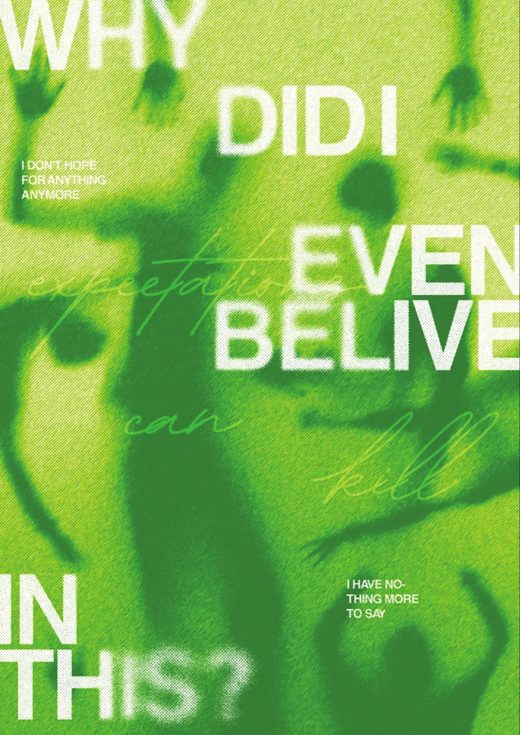 WHY
DID I
I DON'T HOPE
FOR ANYTHING
ANYMORE
EVEN
expectations
BELIVE
can
kill
IN
THIS?
I HAVE NO-
THING MORE
TO SAY